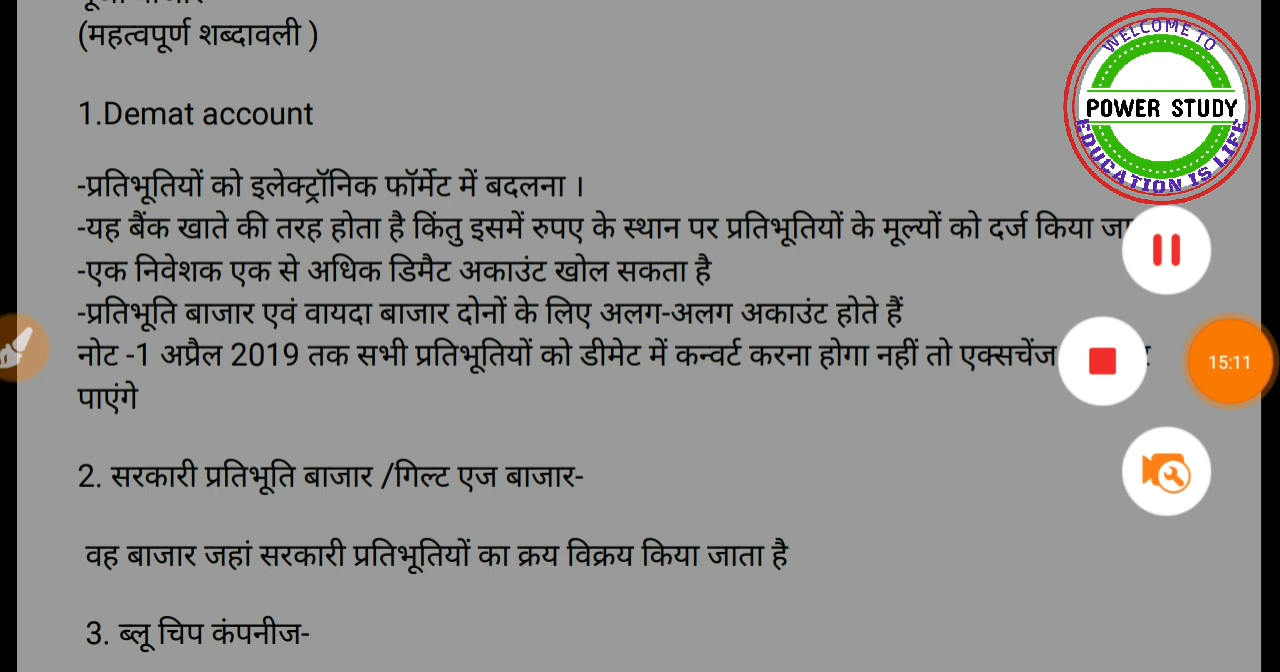 (महत्वपूर्ण शब्दावली )
1.Demat account
-प्रतिभूतियों को इलेक्ट्रॉनिक फॉर्मेट में बदलना ।
-यह बैंक खाते की तरह होता है किंतु इसमें रुपए के स्थान पर प्रतिभूतियों के मूल्यों को दर्ज किया
-एक निवेशक एक से अधिक डिमैट अकाउंट खोल सकता है
-प्रतिभूति बाजार एवं वायदा बाजार दोनों के लिए अलग-अलग अकाउंट होते हैं
नोट -1 अप्रैल 2019 तक सभी प्रतिभूतियों को डीमेट में कन्वर्ट करना होगा नहीं तो एक्सचेंज
पाएंगे
2. सरकारी प्रतिभूति बाजार /गिल्ट एज बाजार-
वह बाजार जहां सरकारी प्रतिभूतियों का क्रय विक्रय किया जाता है
3. ब्लू चिप कंपनीज-
WELCOME TO
POWER STUDY
EDUCATION IS LIFE
15:11